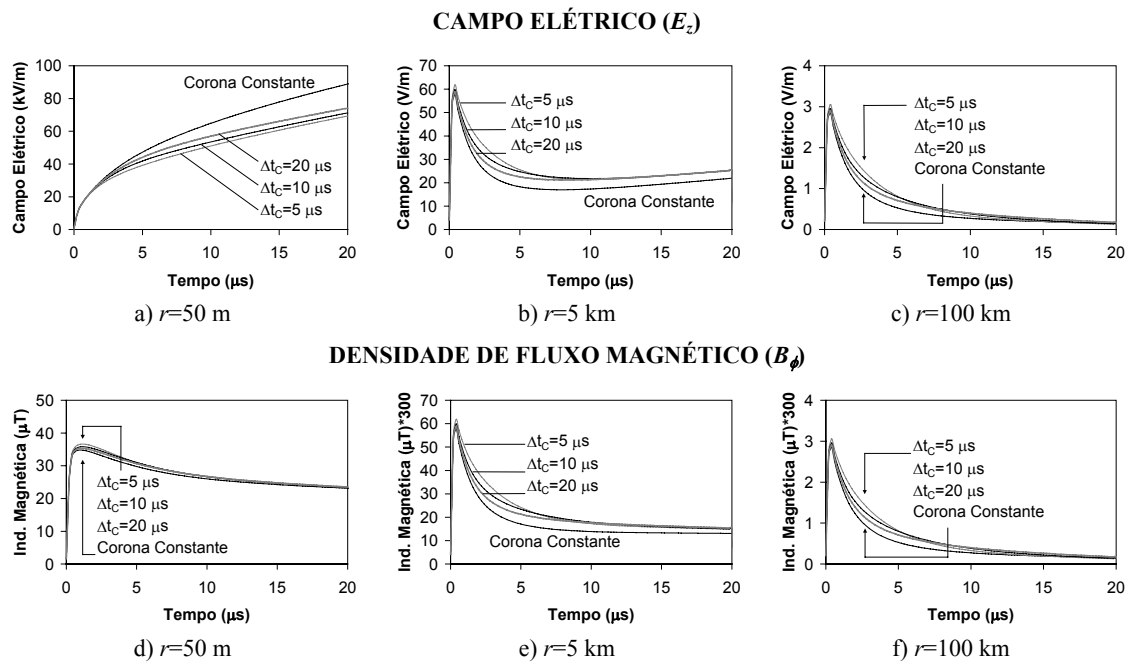 CAMPO ELÉTRICO (Ez)
Campo Elétrico (kV/m)
100
80
60
40
20
0
Corona Constante
ΔtC=20 μs
ΔtC=10 μs
ΔtC=5 μs
0 5 10 15 20
Tempo (μs)
a) r=50 m
Campo Elétrico (V/m)
70
60
50
40
30
20
10
0
ΔtC=5 μs
ΔtC=10 μs
ΔtC=20 μs
Corona Constante
0 5 10 15 20
Tempo (μs)
b) r=5 km
Campo Elétrico (V/m)
4
3
2
1
0
ΔtC=5 μs
ΔtC=10 μs
ΔtC=20 μs
Corona Constante
0 5 10 15 20
Tempo (μs)
c) r=100 km
DENSIDADE DE FLUXO MAGNÉTICO (Bϕ)
Ind. Magnética (μT)
50
40
30
20
10
0
ΔtC=5 μs
ΔtC=10 μs
ΔtC=20 μs
Corona Constante
0 5 10 15 20
Tempo (μs)
d) r=50 m
Ind. Magnética (μT)*300
70
60
50
40
30
20
10
0
ΔtC=5 μs
ΔtC=10 μs
ΔtC=20 μs
Corona Constante
0 5 10 15 20
Tempo (μs)
e) r=5 km
Ind. Magnética (μT)*300
4
3
2
1
0
ΔtC=5 μs
ΔtC=10 μs
ΔtC=20 μs
Corona Constante
0 5 10 15 20
Tempo (μs)
f) r=100 km